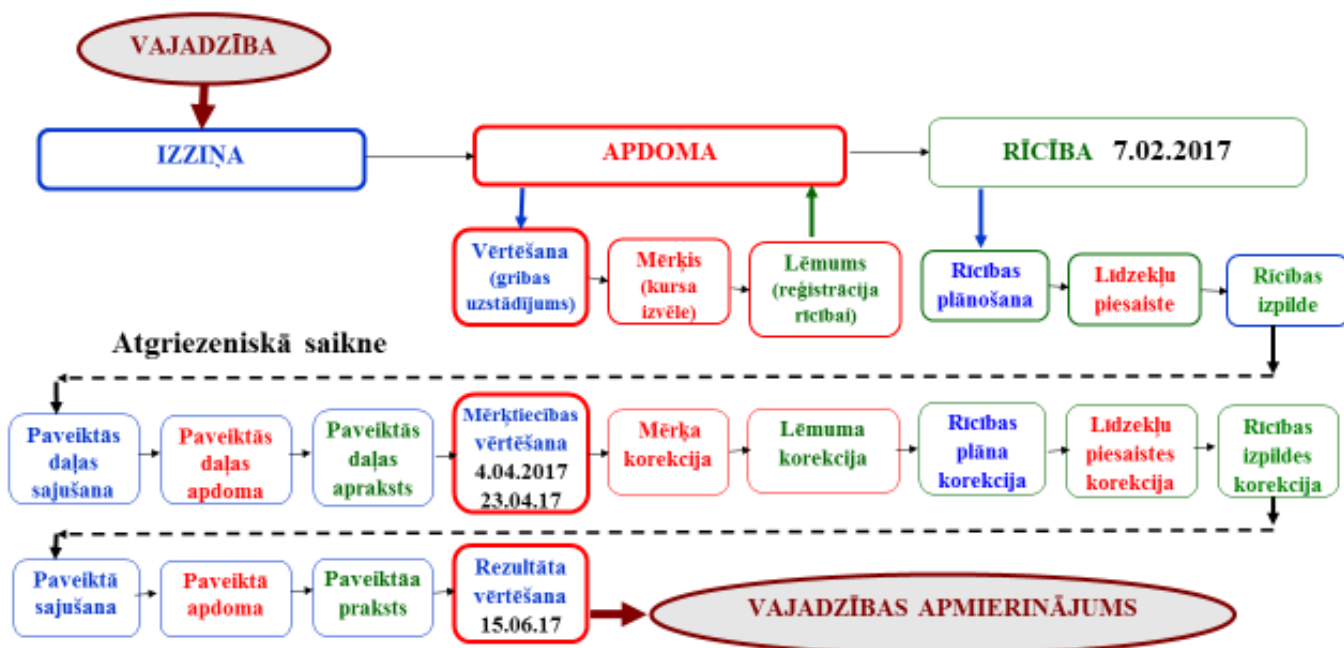 VAJADZĪBA
IZZIŅA
APDOMA
RĪCĪBA 7.02.2017
Vērtēšana
(gribas
uzstādījums)
Mērķis
(kursa
izvēle)
Lēmums
(reģistrācija
rīcībai)
Rīcības
plānošana
Līdzekļu
piesaiste
Rīcības
izpilde
Atgriezeniskā saikne
Paveiktās
daļas
sajušana
Paveiktās
daļas
apdoma
Paveiktās
daļas
apraksts
Mērķtiecības
vērtēšana
4.04.2017
23.04.17
Mērķa
korekcija
Lēmuma
korekcija
Rīcības
plāna
korekcija
Līdzekļu
piesaistes
korekcija
Rīcības
izpildes
korekcija
Paveiktā
sajušana
Paveiktā
apdoma
Paveiktāa
praksts
Rezultāta
vērtēšana
15.06.17
VAJADZĪBAS APMIERINĀJUMS